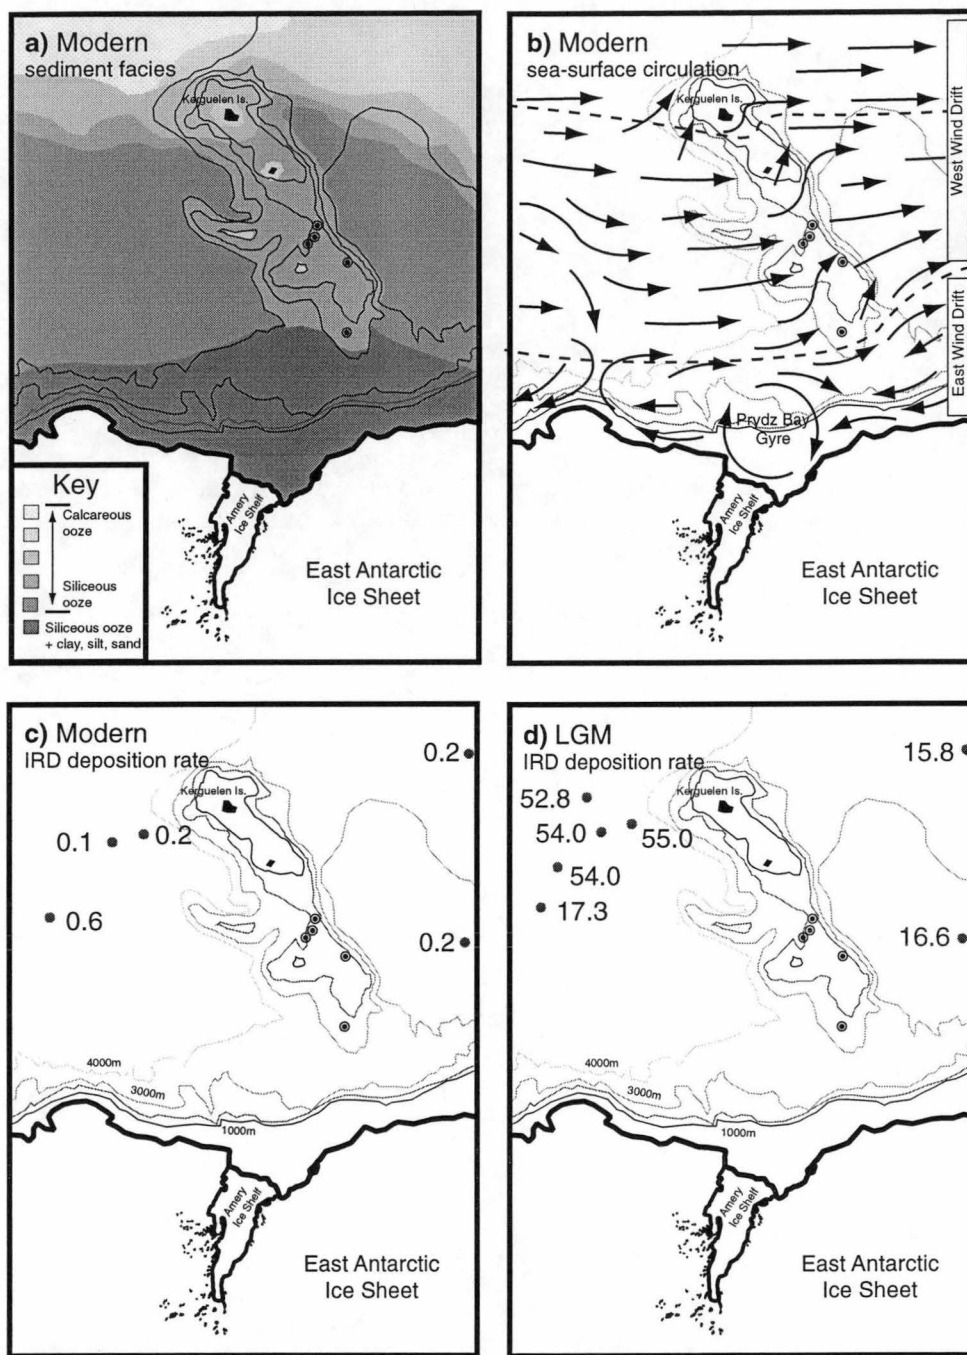 a) Modern
sediment facies
Kerguelen Is.
Key
Calcareous
ooze
Siliceous
ooze
Siliceous ooze
+ clay, silt, sand
Amery
Ice Shelf
East Antarctic
Ice Sheet
b) Modern
sea-surface circulation
Kerguelen Is.
West Wind Drift
East Wind Drift
Prydz Bay
Gyre
Amery
Ice Shelf
East Antarctic
Ice Sheet
c) Modern
IRD deposition rate
Kerguelen Is.
0.2
0.1
0.2
0.6
0.2
4000m
3000m
1000m
Amery
Ice Shelf
East Antarctic
Ice Sheet
d) LGM
IRD deposition rate
Kerguelen Is.
15.8
52.8
54.0
55.0
54.0
17.3
16.6
4000m
3000m
1000m
Amery
Ice Shelf
East Antarctic
Ice Sheet